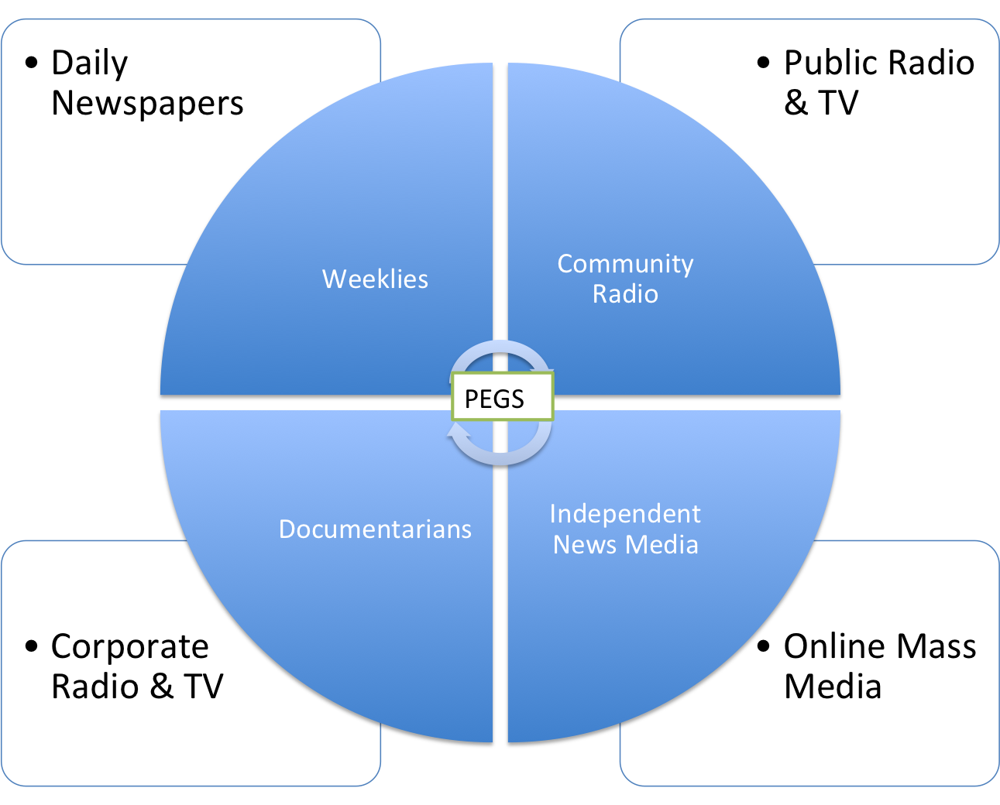 • Daily
Newspapers
• Public Radio
& TV
Weeklies
Community
Radio
PEGS
Documentarians
Independent
News Media
• Corporate
Radio & TV
• Online Mass
Media